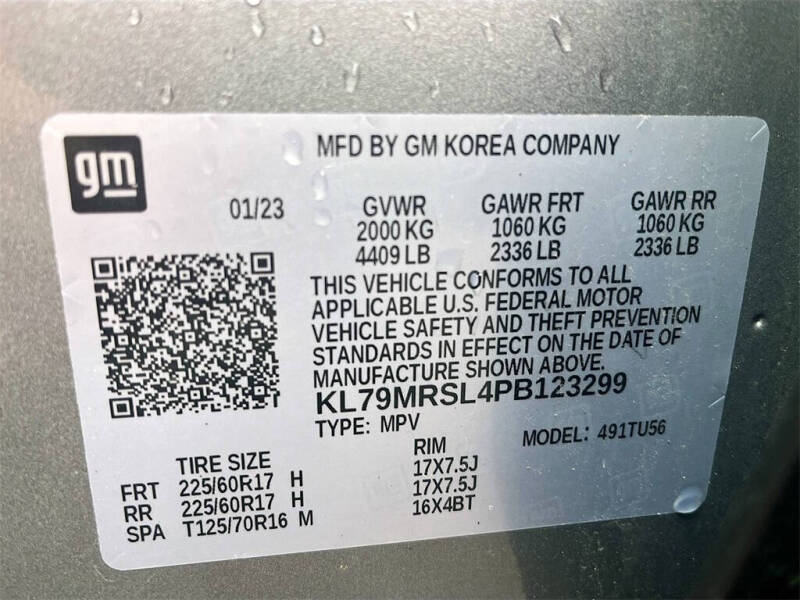 gm
MFD BY GM KOREA COMPANY
01/23 GVWR GAWR FRT GAWR RR
2000 KG 1060 KG 1060 KG
4409 LB 2336 LB 2336 LB
THIS VEHICLE CONFORMS TO ALL
APPLICABLE U.S. FEDERAL MOTOR
VEHICLE SAFETY AND THEFT PREVENTION
STANDARDS IN EFFECT ON THE DATE OF
MANUFACTURE SHOWN ABOVE.
KL79MRSL4PB123299
TYPE: MPV MODEL: 491TU56
TIRE SIZE RIM
FRT 225/60R17 H 17X7.5J
RR 225/60R17 H 17X7.5J
SPA T125/70R16 M 16X4BT